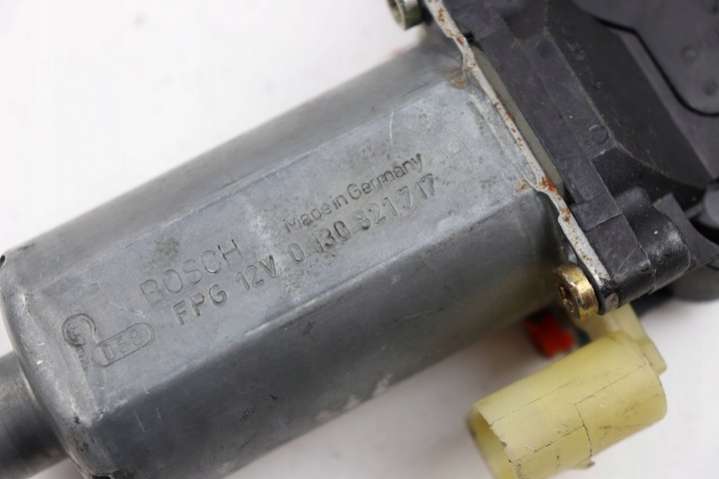 BOSCH Made in Germany
FPG 12V 0 130 821 717